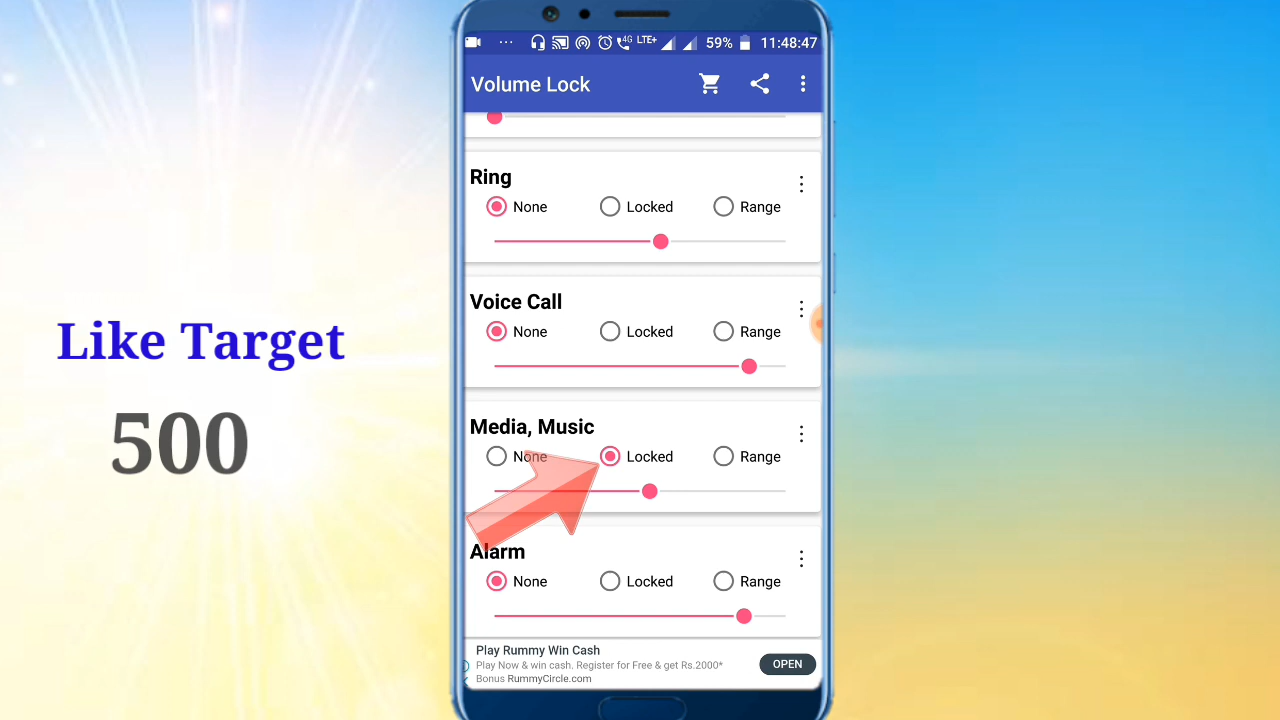 4G LTE+ 59% 11:48:47
Volume Lock
Ring
None Locked Range
Voice Call
None Locked Range
Media, Music
None Locked Range
Like Target
500
Alarm
None Locked Range
Play Rummy Win Cash
Play Now & win cash. Register for Free & get Rs.2000*
Bonus RummyCircle.com
OPEN